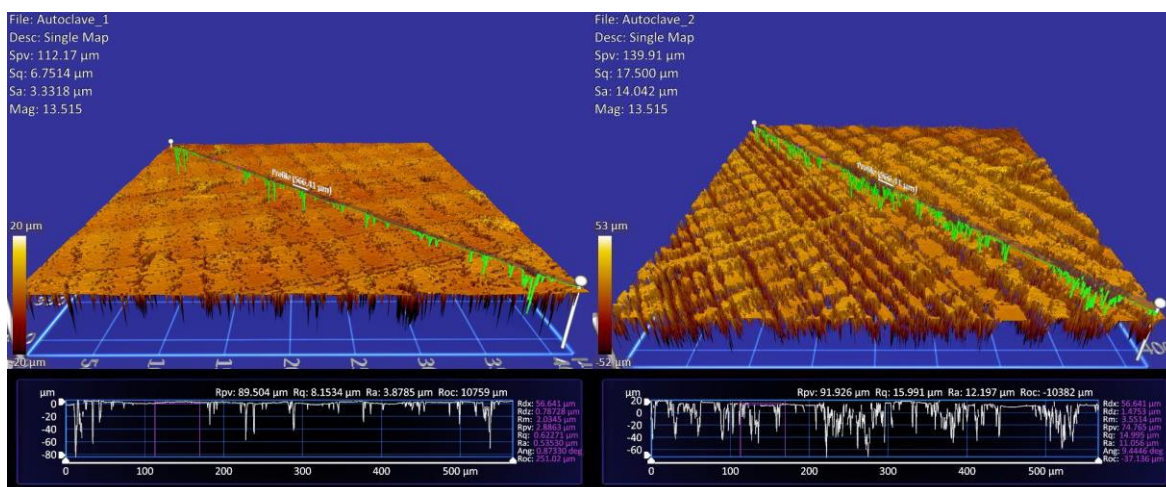 File: Autoclave_1
Desc: Single Map
Spv: 112.17 µm
Sq: 6.7514 µm
Sa: 3.3318 µm
Mag: 13.515
20 µm
-20 µm
Rpv: 89.504 µm Rq: 8.1534 µm Ra: 3.8785 µm Roc: 10759 µm
µm
0
-20
-40
-60
-80
0 100 200 300 400 500 µm
Rdx: 56.641 µm
Rdz: 0.78728 µm
Rm: 2.0345 µm
Rpv: 2.8863 µm
Rq: 0.62271 µm
Ra: 0.53530 µm
Ang: 0.87330 deg
Roc: 251.02 µm
File: Autoclave_2
Desc: Single Map
Spv: 139.91 µm
Sq: 17.500 µm
Sa: 14.042 µm
Mag: 13.515
53 µm
-52 µm
Rpv: 91.926 µm Rq: 15.991 µm Ra: 12.197 µm Roc: -10382 µm
µm
20
0
-20
-40
-60
0 100 200 300 400 500 µm
Rdx: 56.641 µm
Rdz: 1.4753 µm
Rm: 3.5514 µm
Rpv: 74.765 µm
Rq: 14.995 µm
Ra: 11.056 µm
Ang: 9.4446 deg
Roc: -37.136 µm